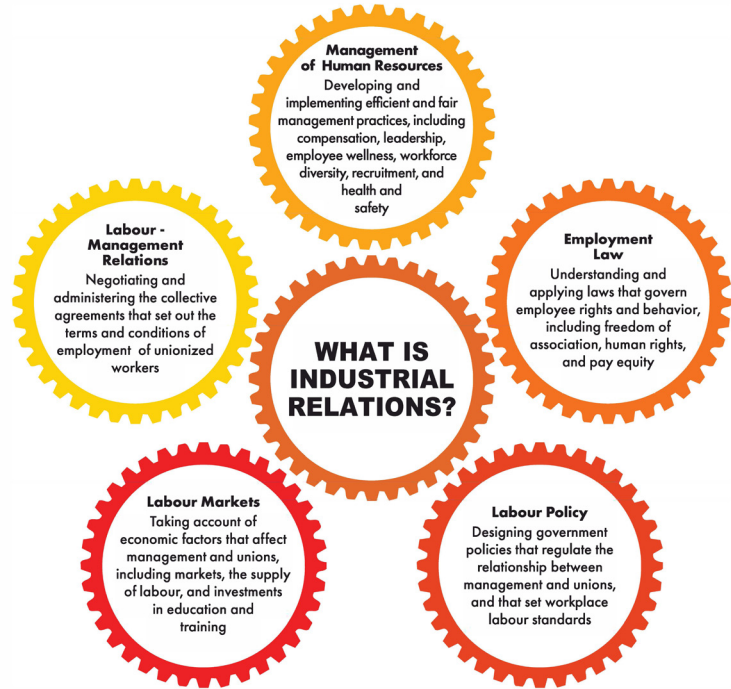 Management
of Human Resources
Developing and
implementing efficient and fair
management practices, including
compensation, leadership,
employee wellness, workforce
diversity, recruitment, and
health and
safety
Labour -
Management
Relations
Negotiating and
administering the collective
agreements that set out the
terms and conditions of
employment of unionized
workers
Employment
Law
Understanding and
applying laws that govern
employee rights and behavior,
including freedom of
association, human rights,
and pay equity
WHAT IS
INDUSTRIAL
RELATIONS?
Labour Markets
Taking account of
economic factors that affect
management and unions,
including markets, the supply
of labour, and investments
in education and
training
Labour Policy
Designing government
policies that regulate the
relationship between
management and unions,
and that set workplace
labour standards